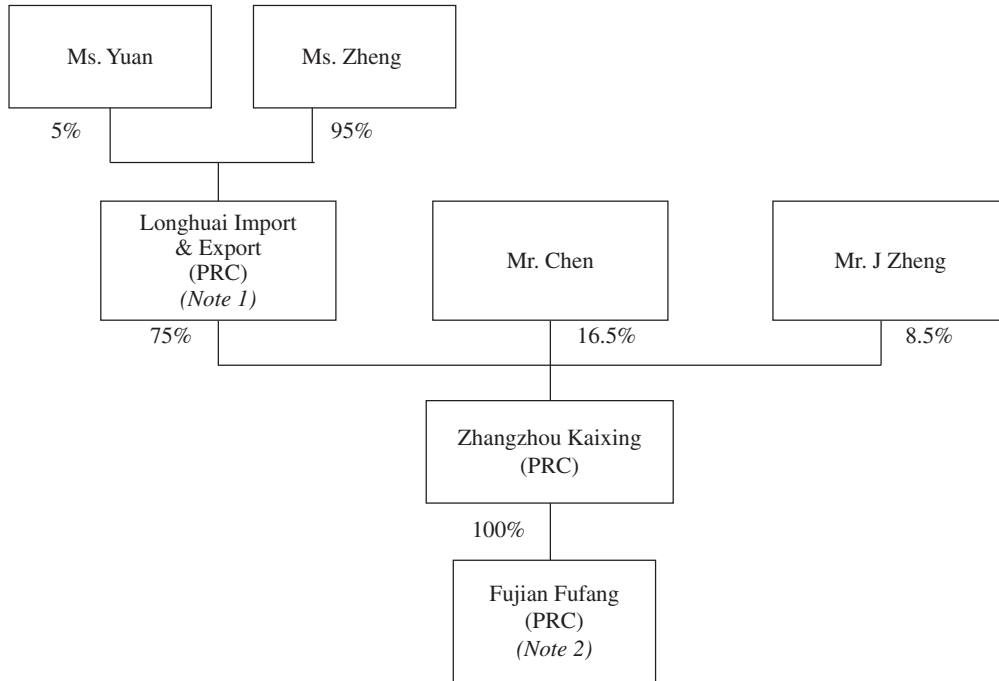 Ms. Yuan
Ms. Zheng
5%
95%
Longhuai Import
& Export
(PRC)
(Note 1)
Mr. Chen
Mr. J Zheng
75%
16.5%
8.5%
Zhangzhou Kaixing
(PRC)
100%
Fujian Fufang
(PRC)
(Note 2)